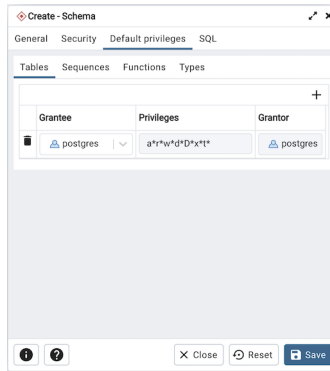 Create - Schema
General Security Default privileges SQL
Tables Sequences Functions Types
Grantee Privileges Grantor
postgres a*r*w*d*D*x*t* postgres
Close Reset Save